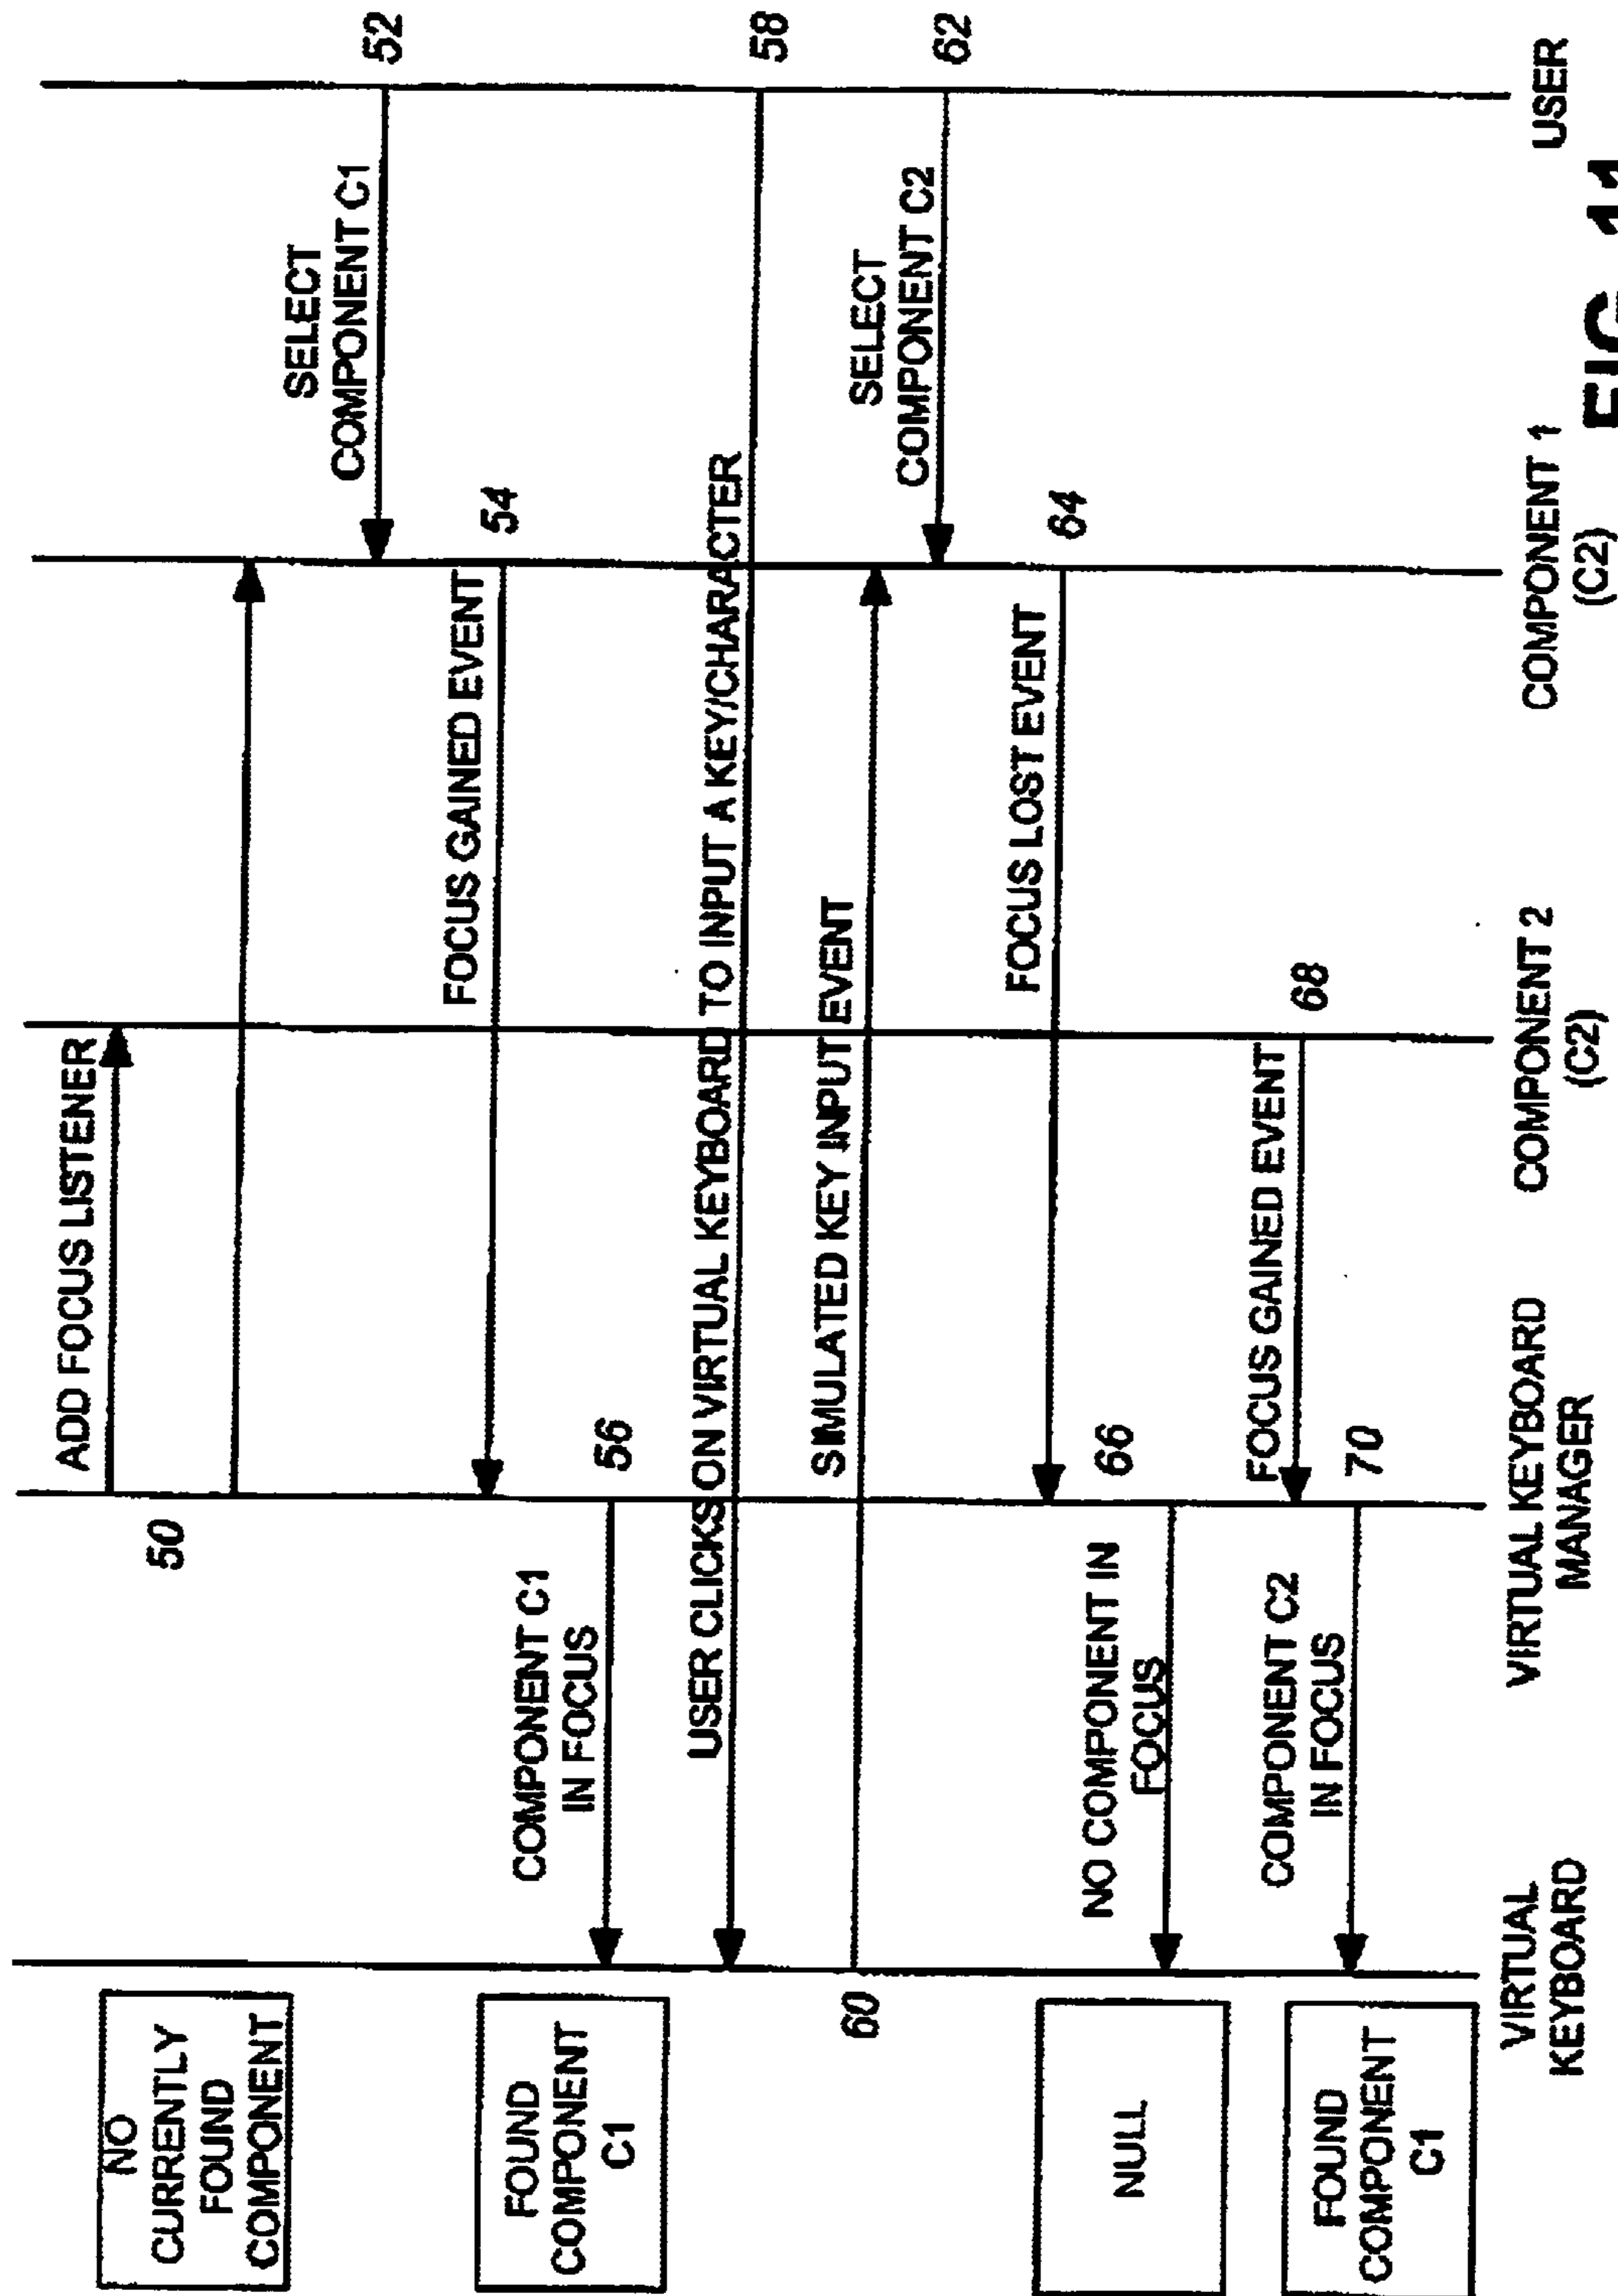 ADD FOCUS LISTENER
50
NO
CURRENTLY
FOUND
COMPONENT
SELECT
COMPONENT C1
52
FOCUS GAINED EVENT
54
COMPONENT C1
IN FOCUS
56
FOUND
COMPONENT
C1
USER CLICKS ON VIRTUAL KEYBOARD TO INPUT A KEY/CHARACTER
58
SIMULATED KEY INPUT EVENT
60
SELECT
COMPONENT C2
62
FOCUS LOST EVENT
64
NO COMPONENT IN
FOCUS
66
NULL
FOCUS GAINED EVENT
68
COMPONENT C2
IN FOCUS
70
FOUND
COMPONENT
C1
VIRTUAL
KEYBOARD
VIRTUAL KEYBOARD
MANAGER
COMPONENT 2
(C2)
COMPONENT 1
(C2)
USER
FIG. 11